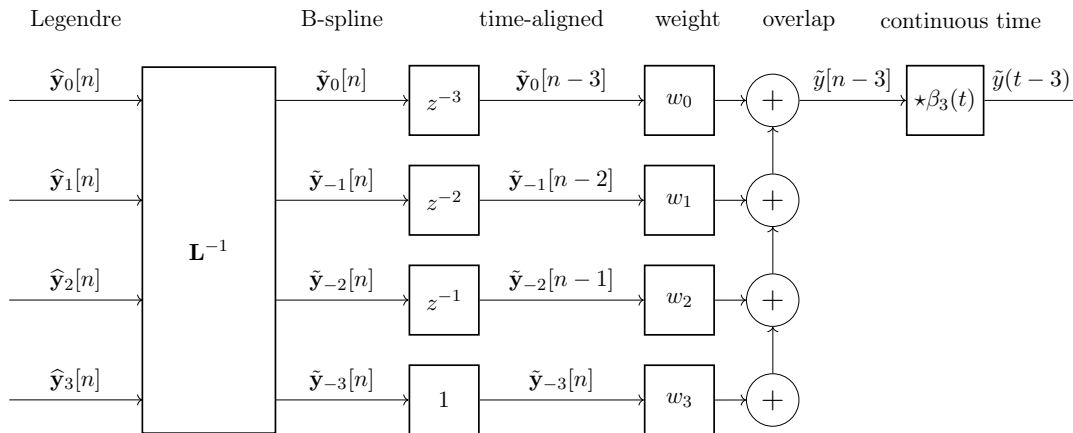 Legendre B-spline time-aligned weight overlap continuous time
ŷ₀[n] ỹ₀[n] z⁻³ ỹ₀[n − 3] w₀ + ỹ[n − 3] ⋆β₃(t) ỹ(t − 3)
ŷ₁[n] ỹ₋₁[n] z⁻² ỹ₋₁[n − 2] w₁ +
L⁻¹
ŷ₂[n] ỹ₋₂[n] z⁻¹ ỹ₋₂[n − 1] w₂ +
ŷ₃[n] ỹ₋₃[n] 1 ỹ₋₃[n] w₃ +